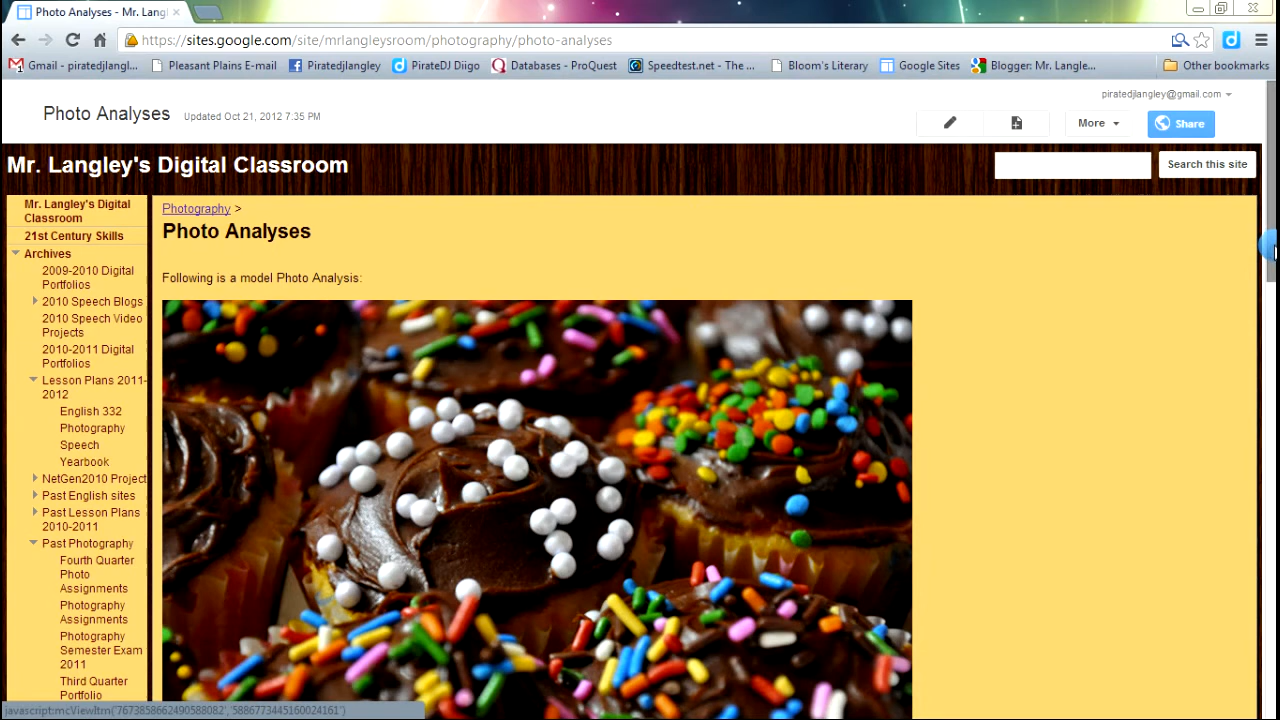 Photo Analyses - Mr. Langl
https://sites.google.com/site/mrlangleysroom/photography/photo-analyses
Gmail - piratedjlangl... Pleasant Plains E-mail Piratedjlangley PirateDJ Diigo Databases - ProQuest Speedtest.net - The ... Bloom's Literary Google Sites Blogger: Mr. Langle... Other bookmarks
piratedjlangley@gmail.com
Photo Analyses Updated Oct 21, 2012 7:35 PM More Share
Mr. Langley's Digital Classroom Search this site
Mr. Langley's Digital
Classroom
21st Century Skills
Archives
2009-2010 Digital
Portfolios
2010 Speech Blogs
2010 Speech Video
Projects
2010-2011 Digital
Portfolios
Lesson Plans 2011-
2012
English 332
Photography
Speech
Yearbook
NetGen2010 Project
Past English sites
Past Lesson Plans
2010-2011
Past Photography
Fourth Quarter
Photo
Assignments
Photography
Assignments
Photography
Semester Exam
2011
Third Quarter
Portfolio
Photography >
Photo Analyses
Following is a model Photo Analysis:
javascript:mcViewItm('7673858662490588082','5886773445160024161')